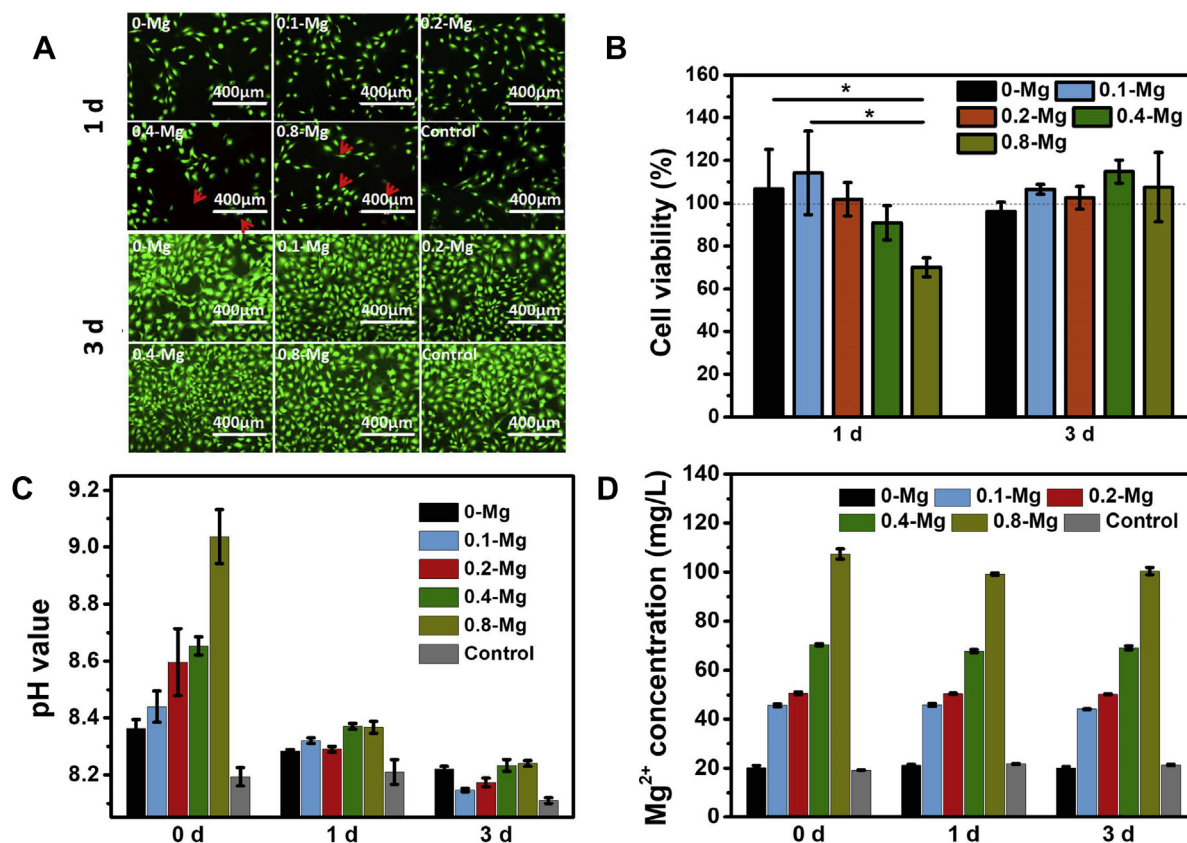 A
1 d
0-Mg 0.1-Mg 0.2-Mg
400μm 400μm 400μm
0.4-Mg 0.8-Mg Control
400μm 400μm 400μm
3 d
0-Mg 0.1-Mg 0.2-Mg
400μm 400μm 400μm
0.4-Mg 0.8-Mg Control
400μm 400μm 400μm
B
Cell viability (%)
160
140
120
100
80
60
40
20
0
* 
*
0-Mg 0.1-Mg
0.2-Mg 0.4-Mg
0.8-Mg
1 d 3 d
C
pH value
9.2
9.0
8.8
8.6
8.4
8.2
0-Mg
0.1-Mg
0.2-Mg
0.4-Mg
0.8-Mg
Control
0 d 1 d 3 d
D
Mg²⁺ concentration (mg/L)
140
120
100
80
60
40
20
0
0-Mg 0.1-Mg 0.2-Mg
0.4-Mg 0.8-Mg Control
0 d 1 d 3 d